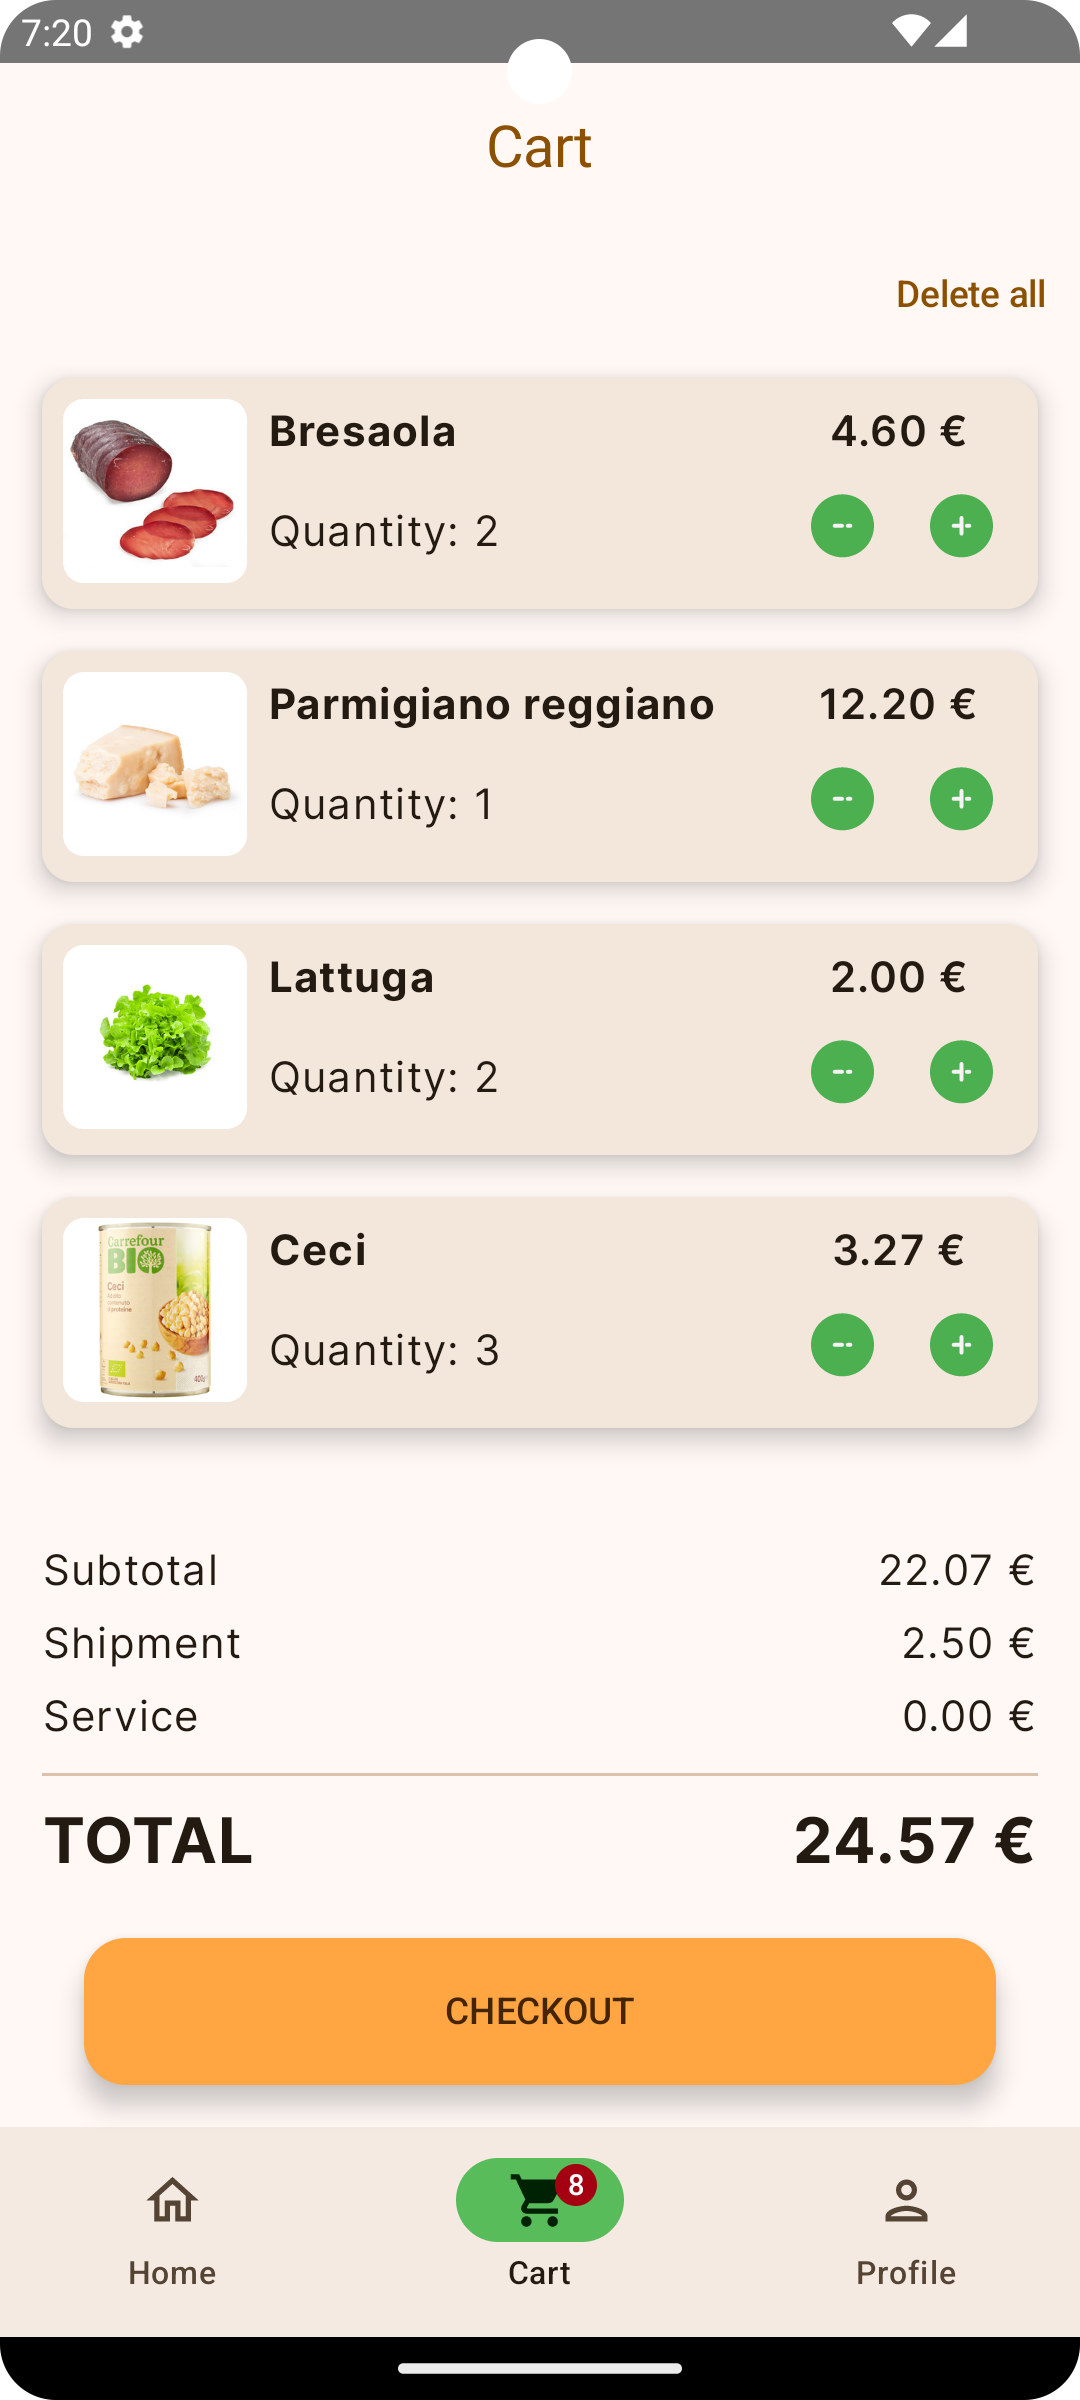 7:20
Cart
Delete all
Bresaola 4.60 €
Quantity: 2 - +
Parmigiano reggiano 12.20 €
Quantity: 1 - +
Lattuga 2.00 €
Quantity: 2 - +
Carrefour
BIO
Ceci
400g
Ceci 3.27 €
Quantity: 3 - +
Subtotal 22.07 €
Shipment 2.50 €
Service 0.00 €
TOTAL 24.57 €
CHECKOUT
8
Home Cart Profile